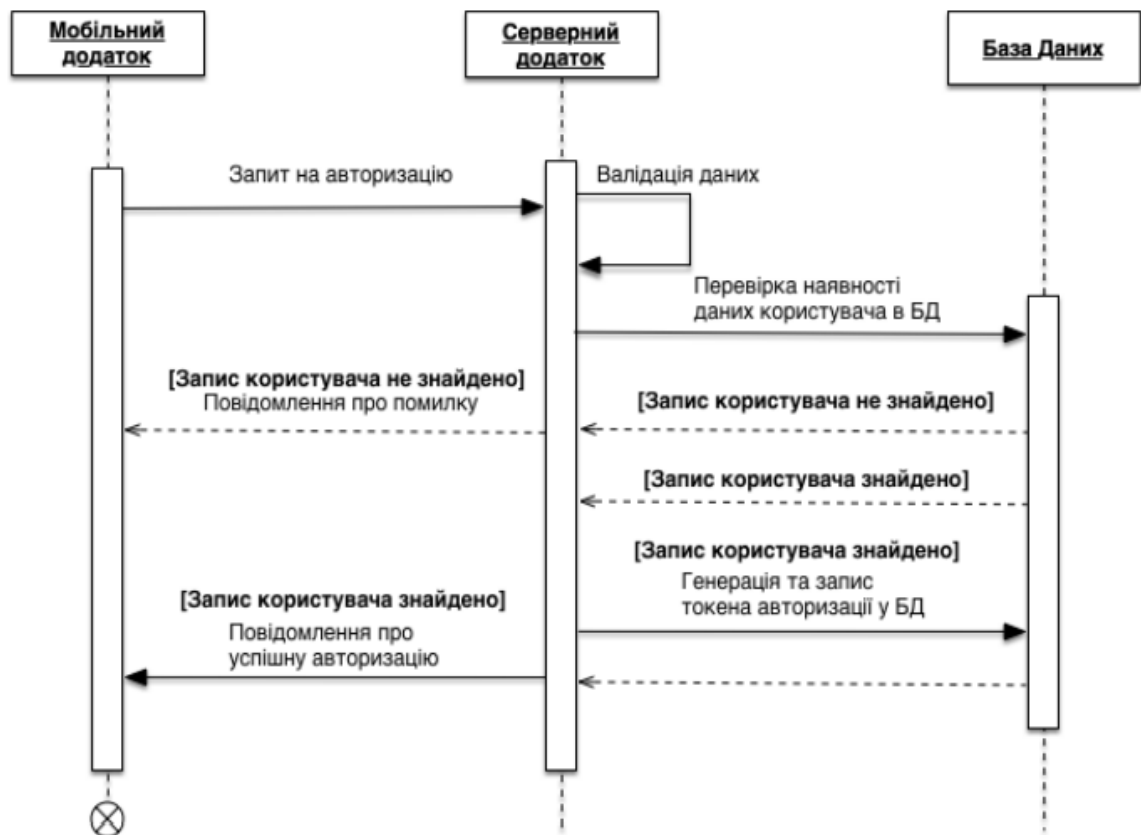 Мобільний
додаток
Серверний
додаток
База Даних
Запит на авторизацію
Валідація даних
Перевірка наявності
даних користувача в БД
[Запис користувача не знайдено]
Повідомлення про помилку
[Запис користувача не знайдено]
[Запис користувача знайдено]
[Запис користувача знайдено]
Генерація та запис
токена авторизації у БД
[Запис користувача знайдено]
Повідомлення про
успішну авторизацію